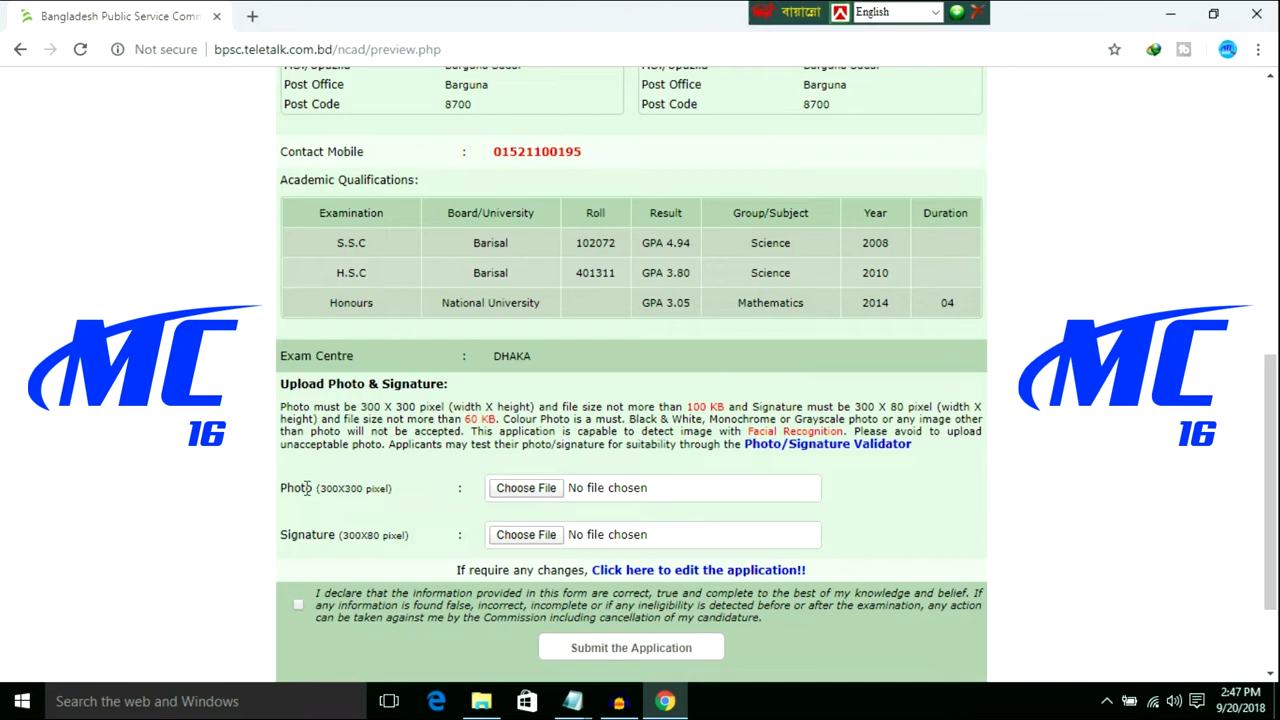 Bangladesh Public Service Comm
বায়ান্নো
English
Not secure
bpsc.teletalk.com.bd/ncad/preview.php
Post Office Barguna Post Office Barguna
Post Code 8700 Post Code 8700
Contact Mobile : 01521100195
Academic Qualifications:
Examination Board/University Roll Result Group/Subject Year Duration
S.S.C Barisal 102072 GPA 4.94 Science 2008
H.S.C Barisal 401311 GPA 3.80 Science 2010
Honours National University GPA 3.05 Mathematics 2014 04
MC
16
MC
16
Exam Centre : DHAKA
Upload Photo & Signature:
Photo must be 300 X 300 pixel (width X height) and file size not more than 100 KB and Signature must be 300 X 80 pixel (width X
height) and file size not more than 60 KB. Colour Photo is a must. Black & White, Monochrome or Grayscale photo or any image other
than photo will not be accepted. This application is capable to detect image with Facial Recognition. Please avoid to upload
unacceptable photo. Applicants may test their photo/signature for suitability through the Photo/Signature Validator
Photo (300X300 pixel) : Choose File No file chosen
Signature (300X80 pixel) : Choose File No file chosen
If require any changes, Click here to edit the application!!
I declare that the information provided in this form are correct, true and complete to the best of my knowledge and belief. If
any information is found false, incorrect, incomplete or if any ineligibility is detected before or after the examination, any action
can be taken against me by the Commission including cancellation of my candidature.
Submit the Application
Search the web and Windows
2:47 PM
9/20/2018